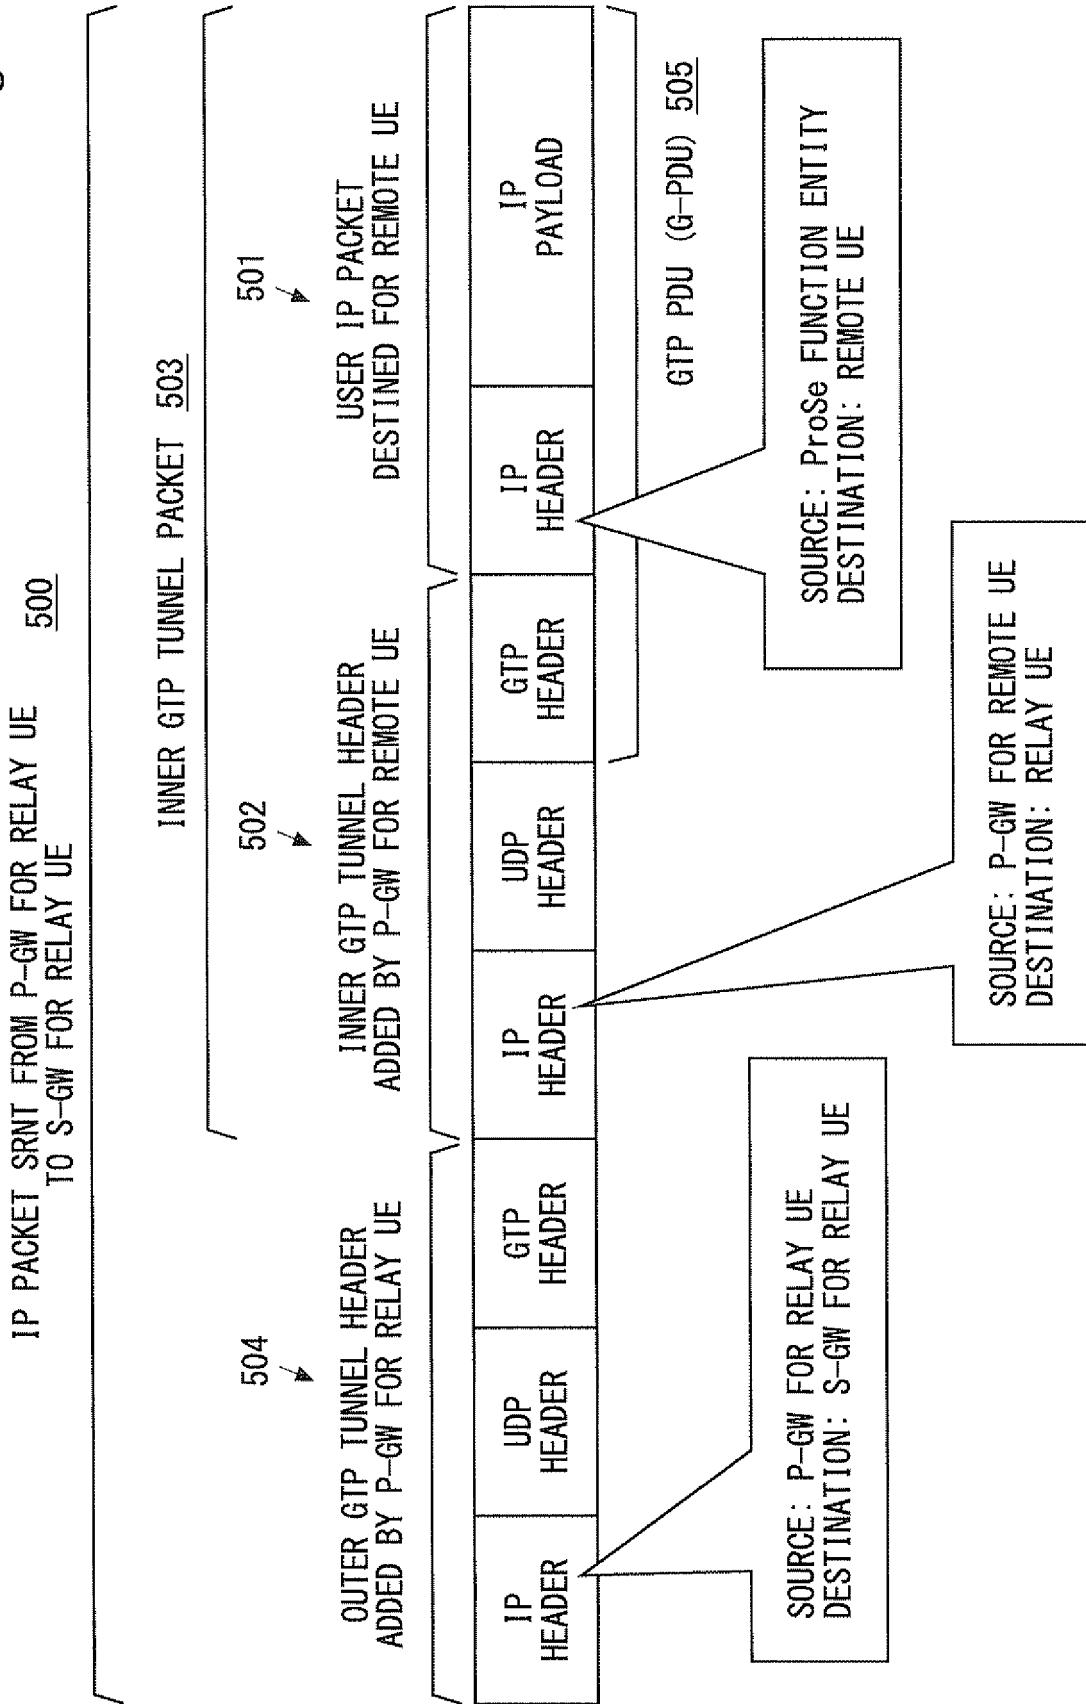 IP PACKET SRNT FROM P-GW FOR RELAY UE
TO S-GW FOR RELAY UE
500
INNER GTP TUNNEL PACKET 503
504
OUTER GTP TUNNEL HEADER
ADDED BY P-GW FOR RELAY UE
502
INNER GTP TUNNEL HEADER
ADDED BY P-GW FOR REMOTE UE
501
USER IP PACKET
DESTINED FOR REMOTE UE
IP
HEADER
UDP
HEADER
GTP
HEADER
IP
HEADER
UDP
HEADER
GTP
HEADER
IP
HEADER
IP
PAYLOAD
GTP PDU (G-PDU) 505
SOURCE: P-GW FOR RELAY UE
DESTINATION: S-GW FOR RELAY UE
SOURCE: P-GW FOR REMOTE UE
DESTINATION: RELAY UE
SOURCE: ProSe FUNCTION ENTITY
DESTINATION: REMOTE UE